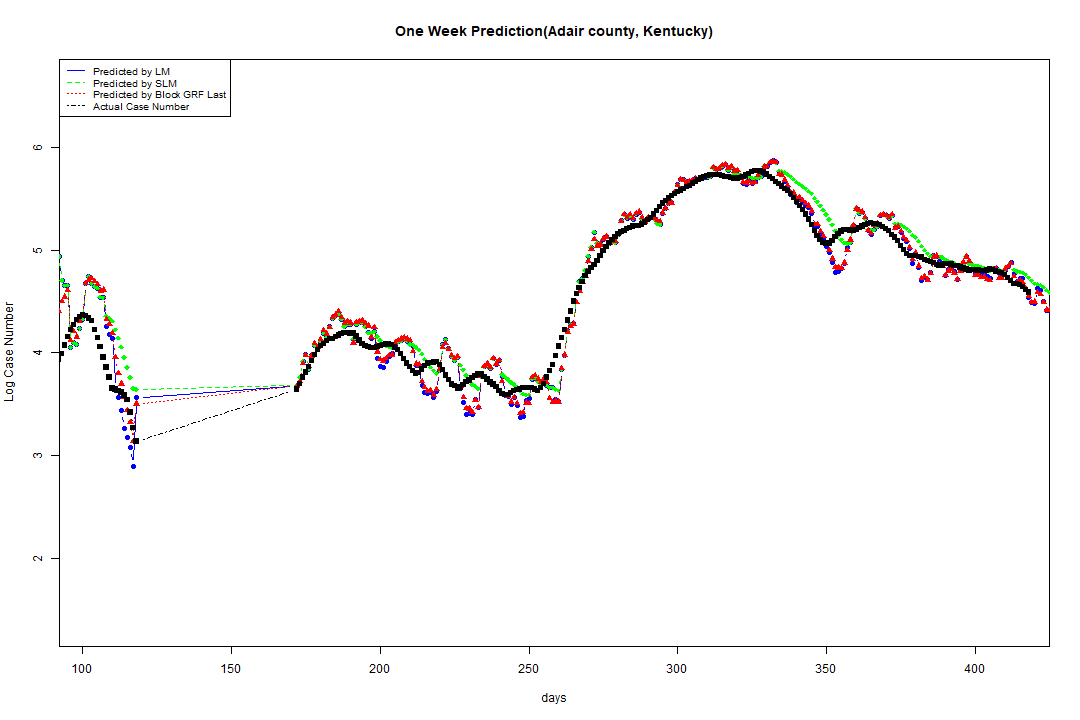 One Week Prediction(Adair county, Kentucky)
Predicted by LM
Predicted by SLM
Predicted by Block GRF Last
Actual Case Number
Log Case Number
6
5
4
3
2
100 150 200 250 300 350 400
days